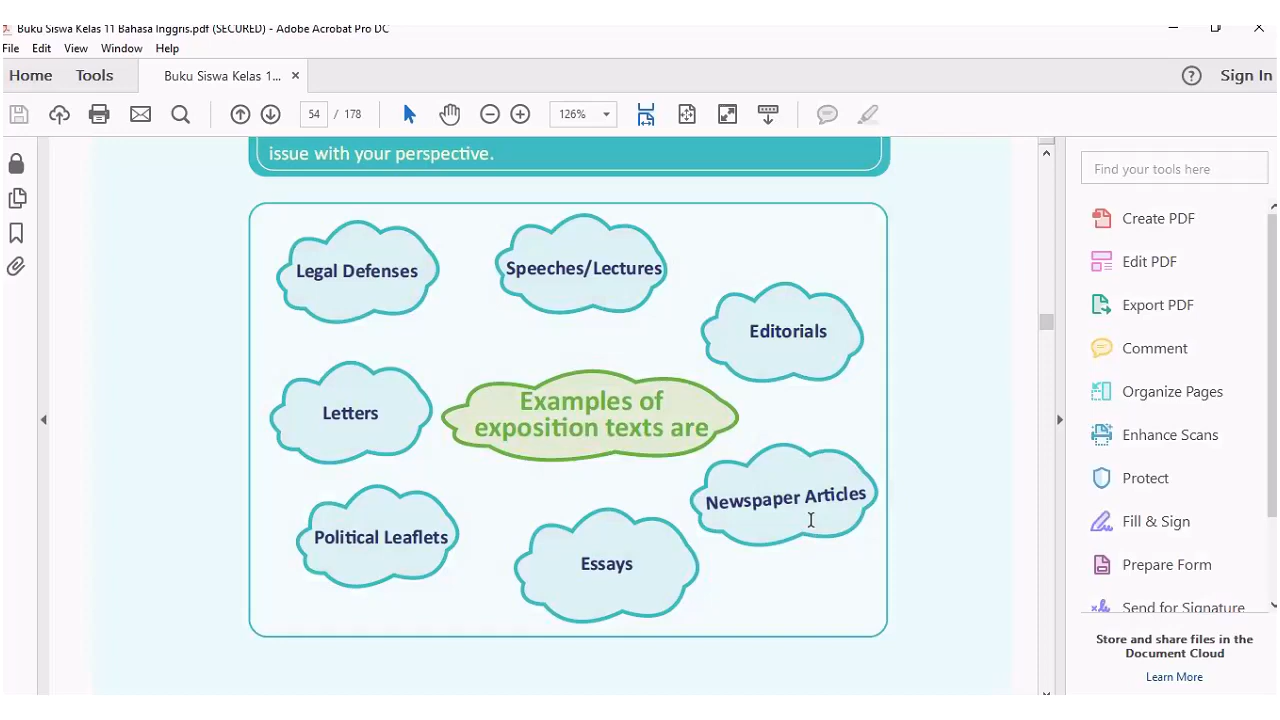 Buku Siswa Kelas 11 Bahasa Inggris.pdf (SECURED) - Adobe Acrobat Pro DC
File Edit View Window Help
Home Tools Buku Siswa Kelas 1... × Sign In
54 / 178 126%
issue with your perspective.
Legal Defenses
Speeches/Lectures
Editorials
Letters
Examples of
exposition texts are
Newspaper Articles
Political Leaflets
Essays
Find your tools here
Create PDF
Edit PDF
Export PDF
Comment
Organize Pages
Enhance Scans
Protect
Fill & Sign
Prepare Form
Send for Signature
Store and share files in the
Document Cloud
Learn More